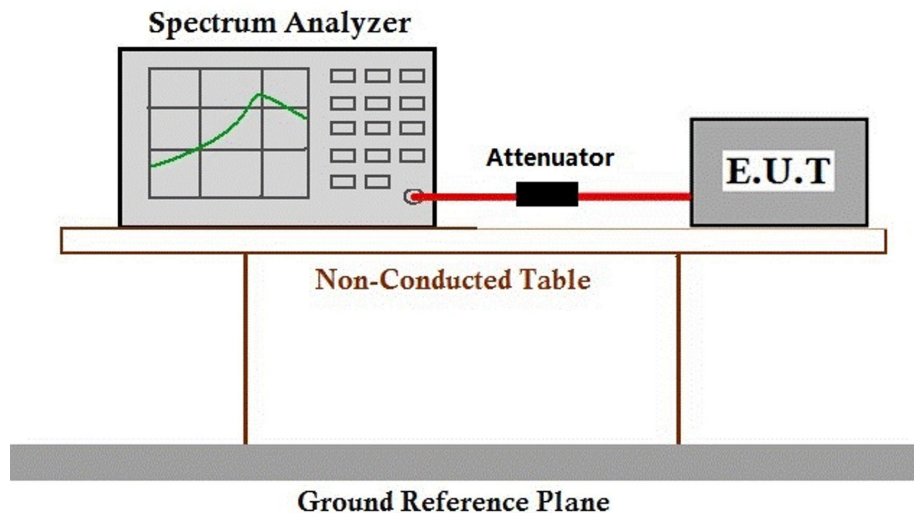 Spectrum Analyzer
Attenuator
E.U.T
Non-Conducted Table
Ground Reference Plane